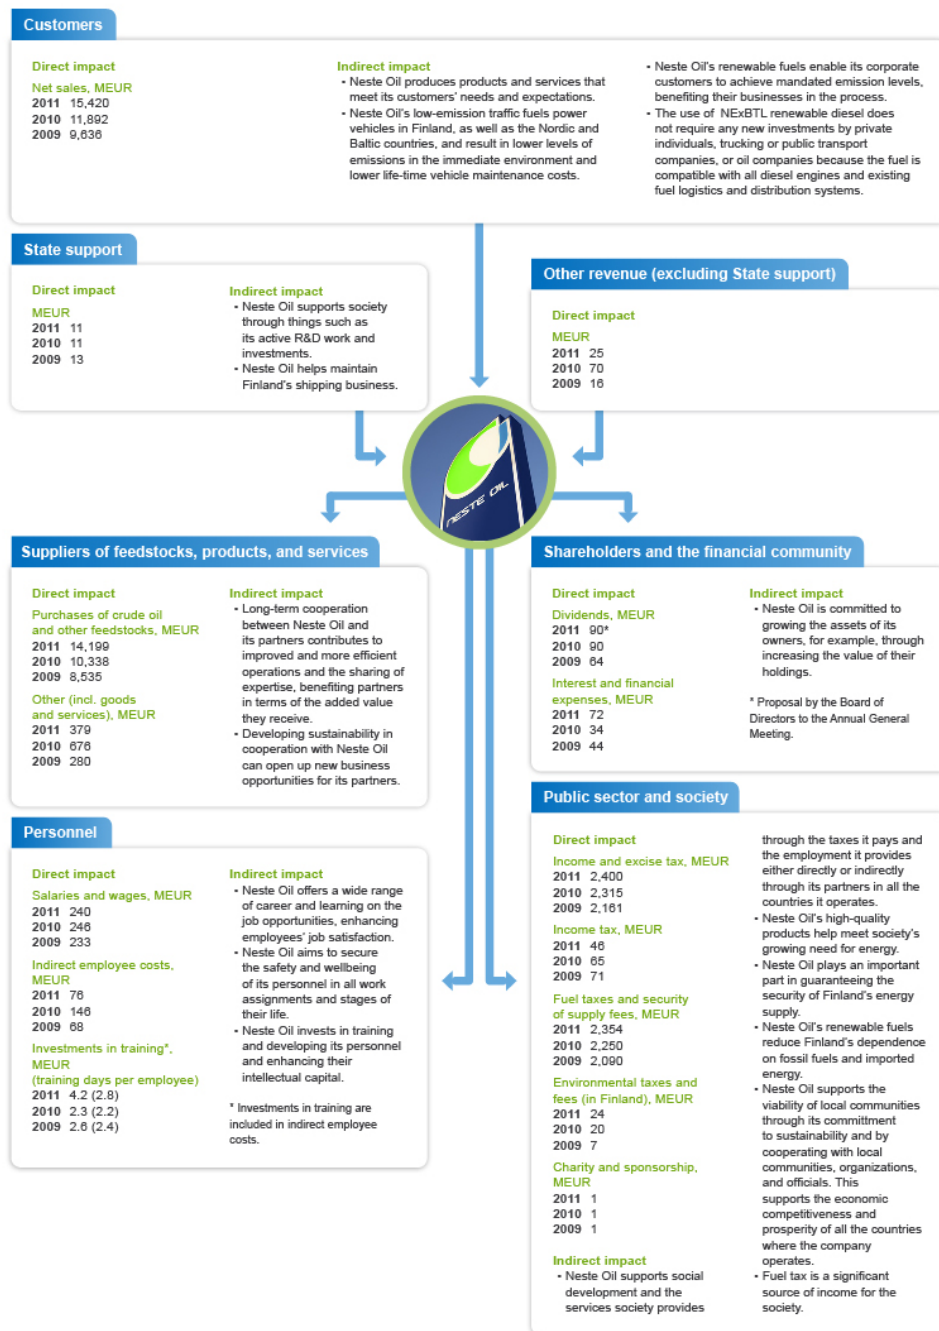 Customers
Direct impact
Net sales, MEUR
2011 15,420
2010 11,892
2009 9,636
Indirect impact
• Neste Oil produces products and services that
meet its customers' needs and expectations.
• Neste Oil's low-emission traffic fuels power
vehicles in Finland, as well as the Nordic and
Baltic countries, and result in lower levels of
emissions in the immediate environment and
lower life-time vehicle maintenance costs.
• Neste Oil's renewable fuels enable its corporate
customers to achieve mandated emission levels,
benefiting their businesses in the process.
• The use of NExBTL renewable diesel does
not require any new investments by private
individuals, trucking or public transport
companies, or oil companies because the fuel is
compatible with all diesel engines and existing
fuel logistics and distribution systems.
State support
Direct impact
MEUR
2011 11
2010 11
2009 13
Indirect impact
• Neste Oil supports society
through things such as
its active R&D work and
investments.
• Neste Oil helps maintain
Finland's shipping business.
Other revenue (excluding State support)
Direct impact
MEUR
2011 25
2010 70
2009 16
NESTE OIL
Suppliers of feedstocks, products, and services
Direct impact
Purchases of crude oil
and other feedstocks, MEUR
2011 14,199
2010 10,338
2009 8,535
Other (incl. goods
and services), MEUR
2011 379
2010 676
2009 280
Indirect impact
• Long-term cooperation
between Neste Oil and
its partners contributes to
improved and more efficient
operations and the sharing of
expertise, benefiting partners
in terms of the added value
they receive.
• Developing sustainability in
cooperation with Neste Oil
can open up new business
opportunities for its partners.
Shareholders and the financial community
Direct impact
Dividends, MEUR
2011 90*
2010 90
2009 64
Interest and financial
expenses, MEUR
2011 72
2010 34
2009 44
Indirect impact
• Neste Oil is committed to
growing the assets of its
owners, for example, through
increasing the value of their
holdings.
* Proposal by the Board of
Directors to the Annual General
Meeting.
Personnel
Direct impact
Salaries and wages, MEUR
2011 240
2010 246
2009 233
Indirect employee costs,
MEUR
2011 76
2010 146
2009 68
Investments in training*,
MEUR
(training days per employee)
2011 4.2 (2.8)
2010 2.3 (2.2)
2009 2.6 (2.4)
Indirect impact
• Neste Oil offers a wide range
of career and learning on the
job opportunities, enhancing
employees' job satisfaction.
• Neste Oil aims to secure
the safety and wellbeing
of its personnel in all work
assignments and stages of
their life.
• Neste Oil invests in training
and developing its personnel
and enhancing their
intellectual capital.
* Investments in training are
included in indirect employee
costs.
Public sector and society
Direct impact
Income and excise tax, MEUR
2011 2,400
2010 2,315
2009 2,161
Income tax, MEUR
2011 46
2010 65
2009 71
Fuel taxes and security
of supply fees, MEUR
2011 2,354
2010 2,250
2009 2,090
Environmental taxes and
fees (in Finland), MEUR
2011 24
2010 20
2009 7
Charity and sponsorship,
MEUR
2011 1
2010 1
2009 1
Indirect impact
• Neste Oil supports social
development and the
services society provides
through the taxes it pays and
the employment it provides
either directly or indirectly
through its partners in all the
countries it operates.
• Neste Oil's high-quality
products help meet society's
growing need for energy.
• Neste Oil plays an important
part in guaranteeing the
security of Finland's energy
supply.
• Neste Oil's renewable fuels
reduce Finland's dependence
on fossil fuels and imported
energy.
• Neste Oil supports the
viability of local communities
through its committment
to sustainability and by
cooperating with local
communities, organizations,
and officials. This
supports the economic
competitiveness and
prosperity of all the countries
where the company
operates.
• Fuel tax is a significant
source of income for the
society.